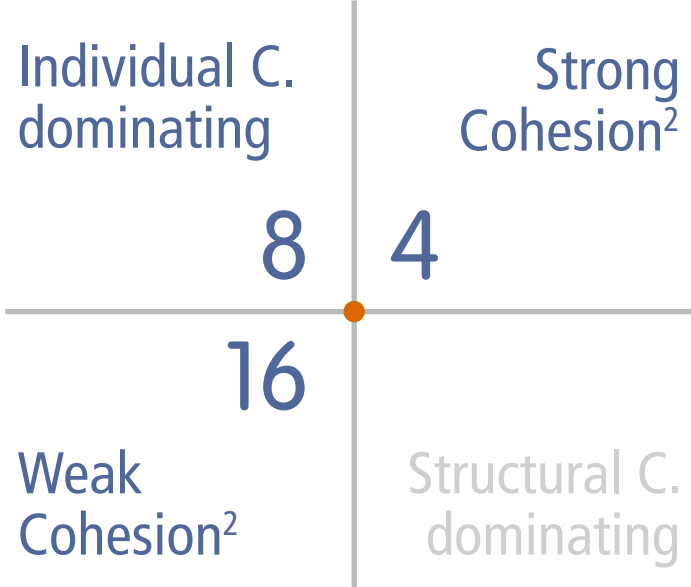 Individual C.
dominating
8
Strong
Cohesion²
4
16
Weak
Cohesion²
Structural C.
dominating